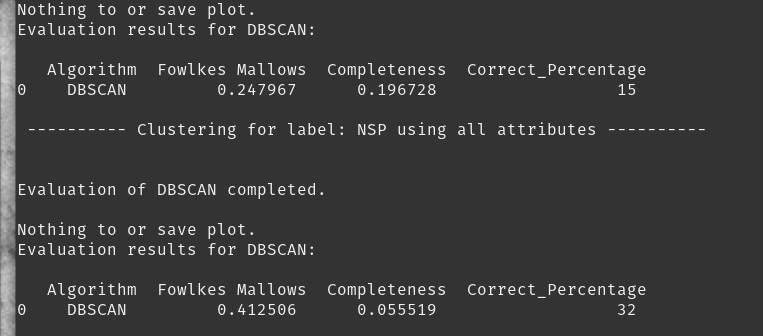 Nothing to or save plot.
Evaluation results for DBSCAN:
Algorithm Fowlkes Mallows Completeness Correct_Percentage
0 DBSCAN 0.247967 0.196728 15
---------- Clustering for label: NSP using all attributes ----------
Evaluation of DBSCAN completed.
Nothing to or save plot.
Evaluation results for DBSCAN:
Algorithm Fowlkes Mallows Completeness Correct_Percentage
0 DBSCAN 0.412506 0.055519 32